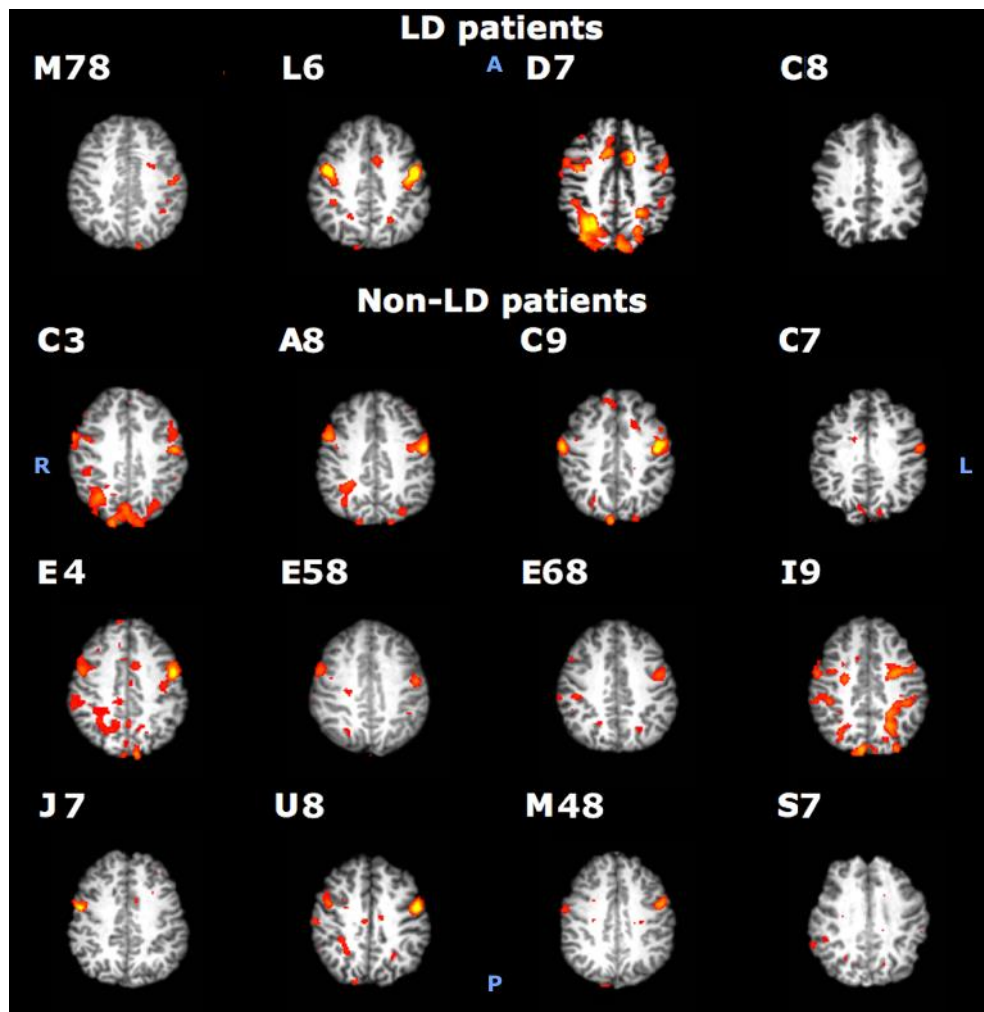 LD patients
M78 L6 A D7 C8
Non-LD patients
C3 A8 C9 C7
R L
E4 E58 E68 I9
J7 U8 M48 S7
P